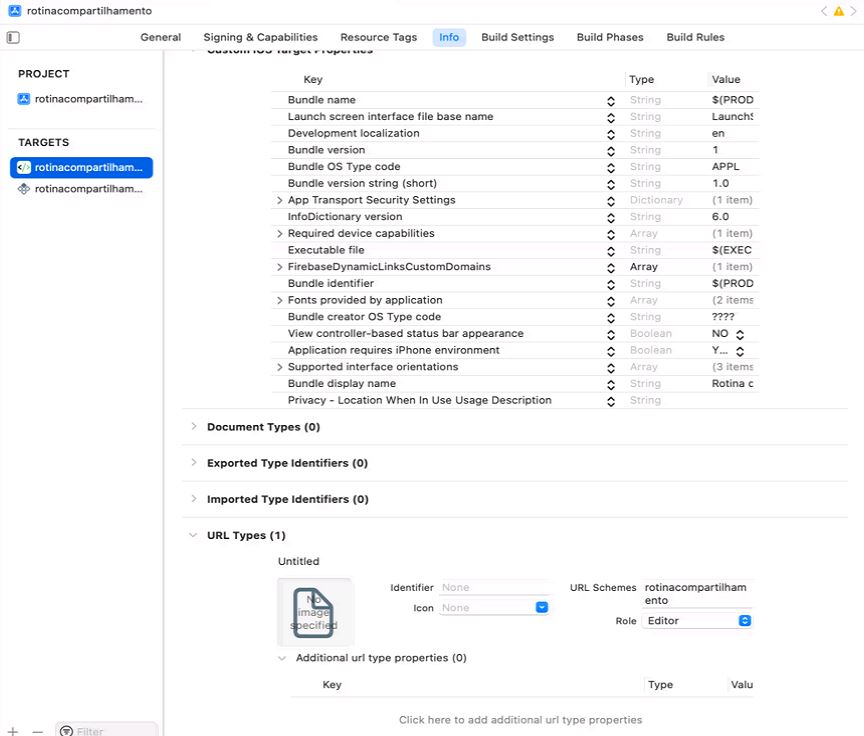 rotinacompartilhamento
General Signing & Capabilities Resource Tags Info Build Settings Build Phases Build Rules
PROJECT
rotinacompartilham...
TARGETS
rotinacompartilham...
rotinacompartilham...
Filter
Custom iOS Target Properties
Key Type Value
Bundle name String $(PROD
Launch screen interface file base name String LaunchS
Development localization String en
Bundle version String 1
Bundle OS Type code String APPL
Bundle version string (short) String 1.0
App Transport Security Settings Dictionary (1 item)
InfoDictionary version String 6.0
Required device capabilities Array (1 item)
Executable file String $(EXEC
FirebaseDynamicLinksCustomDomains Array (1 item)
Bundle identifier String $(PROD
Fonts provided by application Array (2 items
Bundle creator OS Type code String ????
View controller-based status bar appearance Boolean NO
Application requires iPhone environment Boolean Y...
Supported interface orientations Array (3 items
Bundle display name String Rotina c
Privacy - Location When In Use Usage Description String
Document Types (0)
Exported Type Identifiers (0)
Imported Type Identifiers (0)
URL Types (1)
Untitled
No image specified
Identifier None
Icon None
URL Schemes rotinacompartilham
ento
Role Editor
Additional url type properties (0)
Key Type Valu
Click here to add additional url type properties